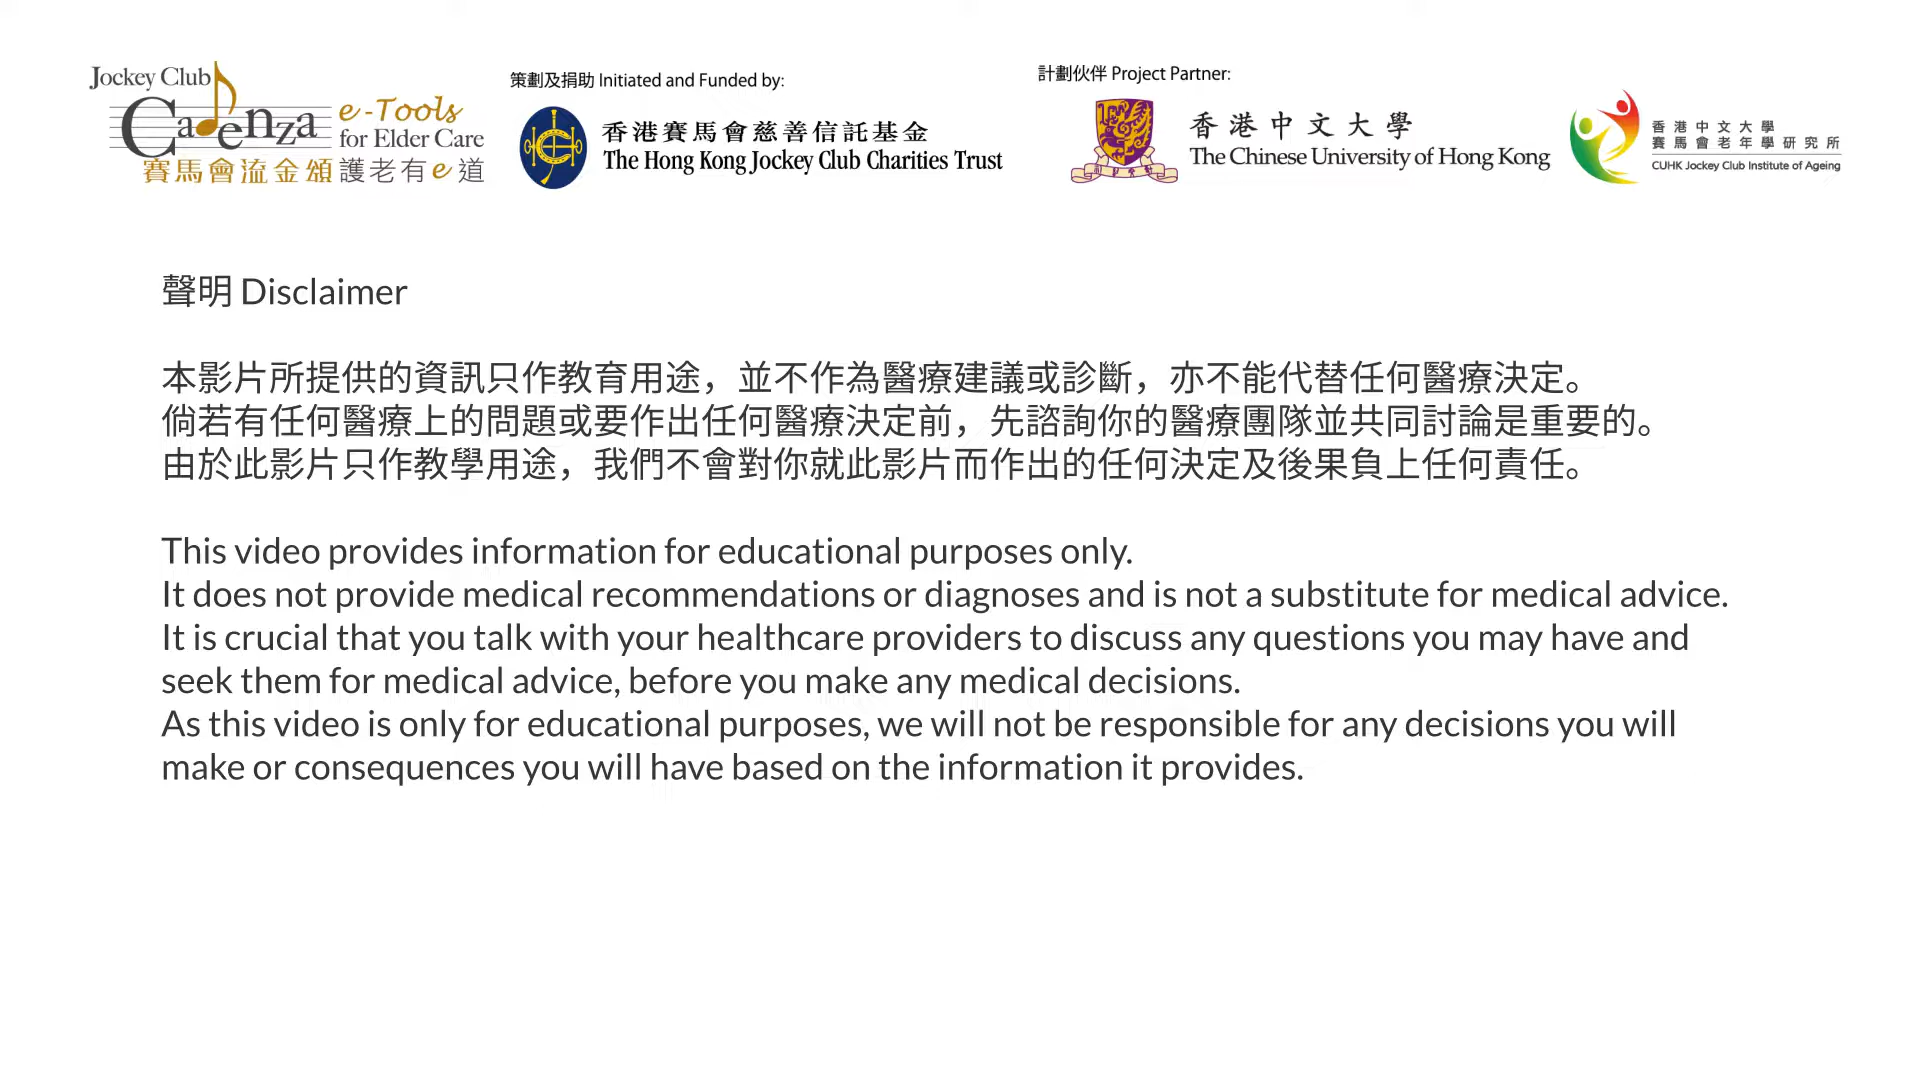 Jockey Club
Cadenza
e-Tools
for Elder Care
賽馬會流金頌護老有e道
策劃及捐助 Initiated and Funded by:
香港賽馬會慈善信託基金
The Hong Kong Jockey Club Charities Trust
計劃伙伴 Project Partner:
香港中文大學
The Chinese University of Hong Kong
香港中文大學
賽馬會老年學研究所
CUHK Jockey Club Institute of Ageing
聲明 Disclaimer
本影片所提供的資訊只作教育用途，並不作為醫療建議或診斷，亦不能代替任何醫療決定。
倘若有任何醫療上的問題或要作出任何醫療決定前，先諮詢你的醫療團隊並共同討論是重要的。
由於此影片只作教學用途，我們不會對你就此影片而作出的任何決定及後果負上任何責任。
This video provides information for educational purposes only.
It does not provide medical recommendations or diagnoses and is not a substitute for medical advice.
It is crucial that you talk with your healthcare providers to discuss any questions you may have and
seek them for medical advice, before you make any medical decisions.
As this video is only for educational purposes, we will not be responsible for any decisions you will
make or consequences you will have based on the information it provides.